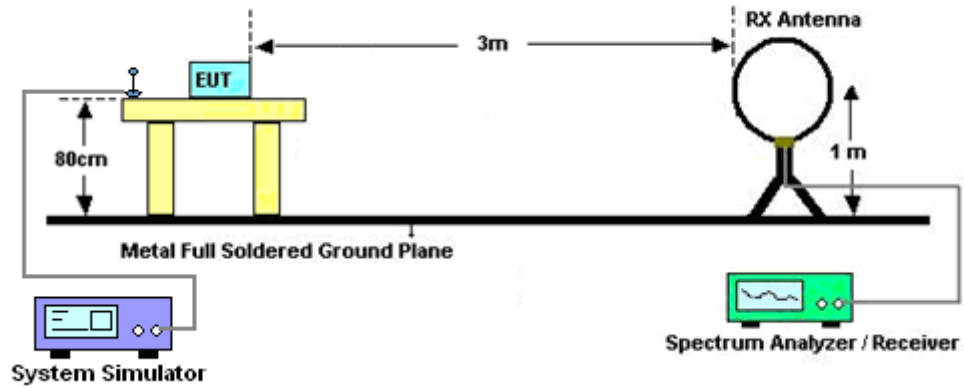 RX Antenna
3m
EUT
80cm
1 m
Metal Full Soldered Ground Plane
Spectrum Analyzer / Receiver
System Simulator